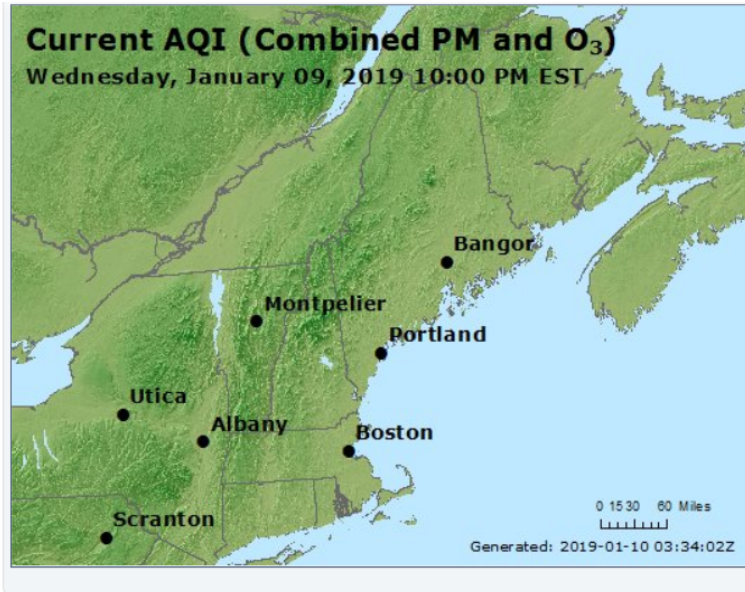 Current AQI (Combined PM and O₃)
Wednesday, January 09, 2019 10:00 PM EST
Bangor
Montpelier
Portland
Utica
Albany
Boston
Scranton
0 15 30 60 Miles
Generated: 2019-01-10 03:34:02Z